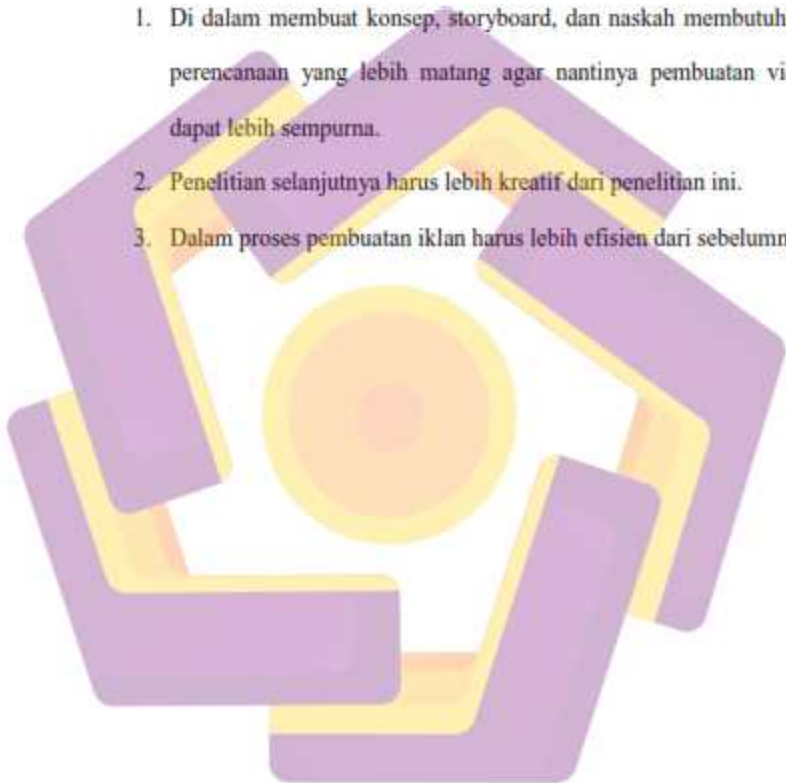 1. Di dalam membuat konsep, storyboard, dan naskah membutuh
perencanaan yang lebih matang agar nantinya pembuatan vi
dapat lebih sempurna.
2. Penelitian selanjutnya harus lebih kreatif dari penelitian ini.
3. Dalam proses pembuatan iklan harus lebih efisien dari sebelumn